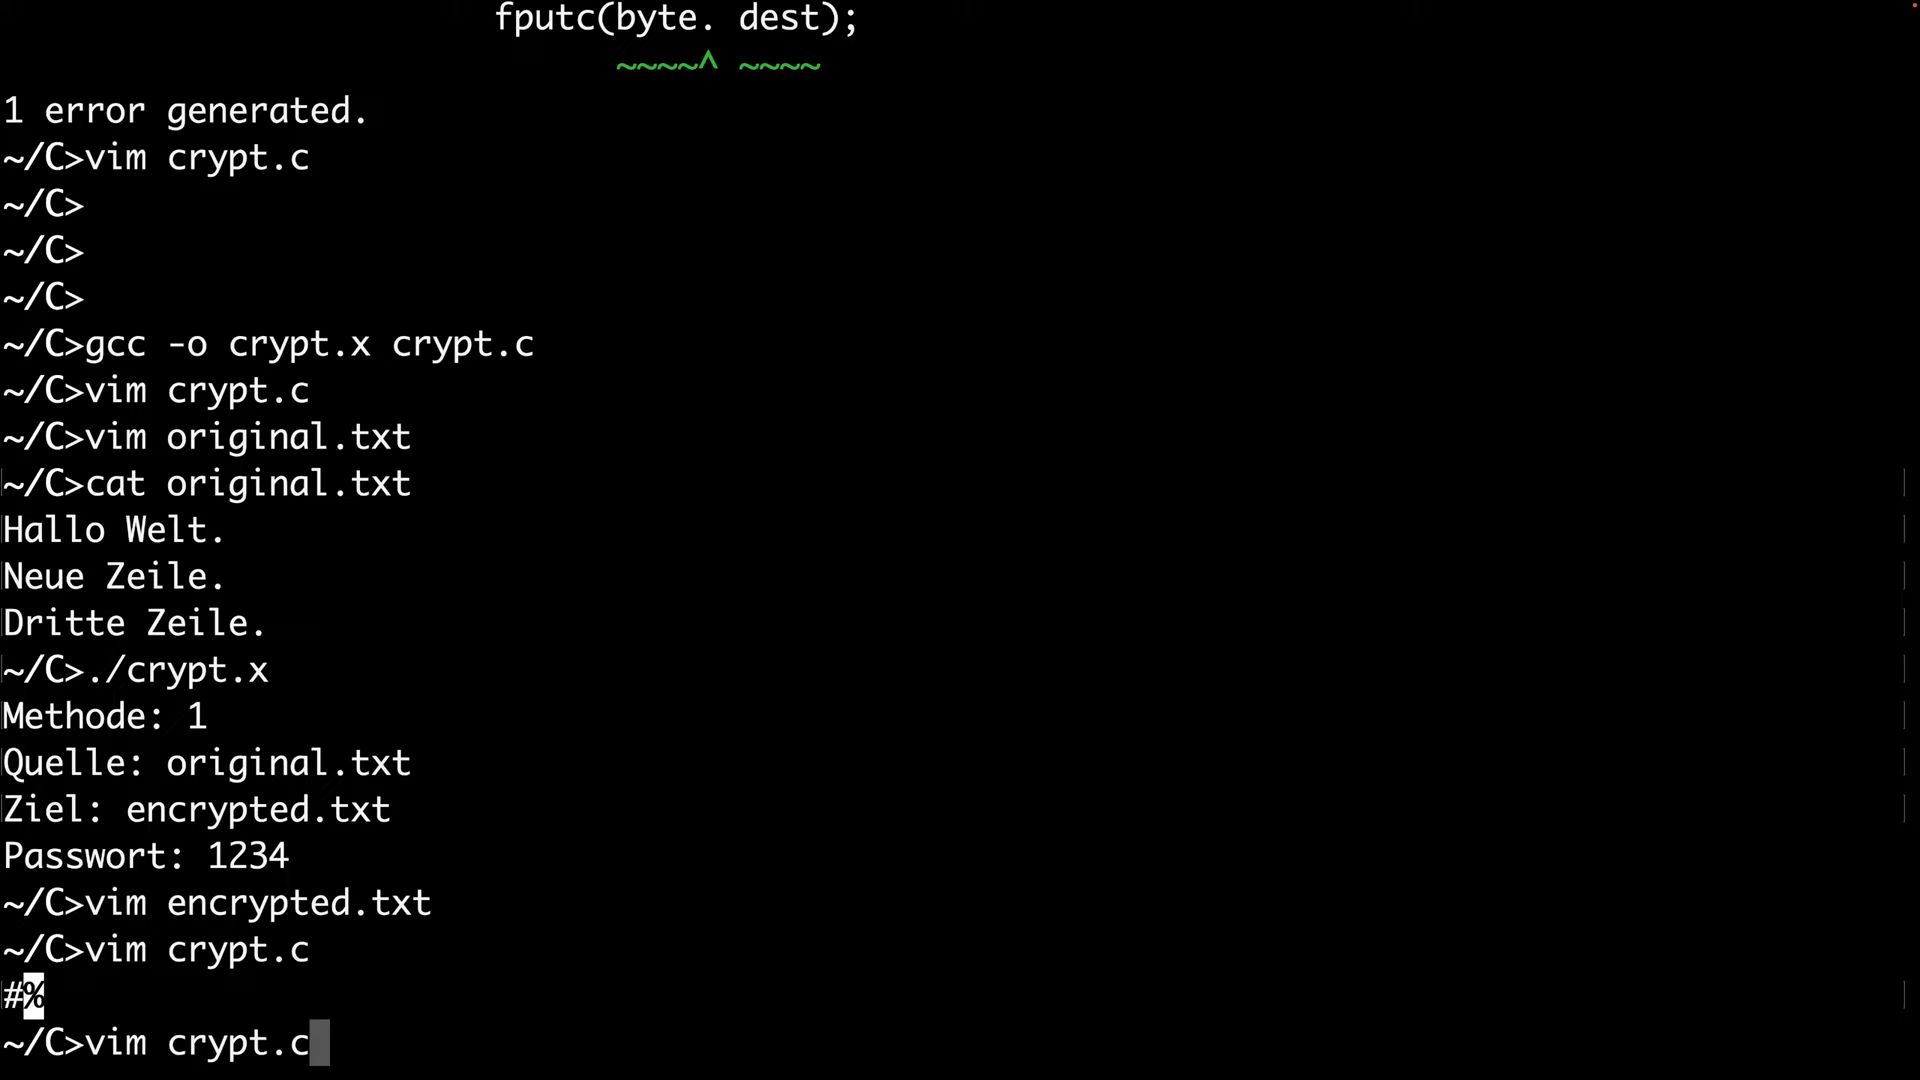 fputc(byte. dest);
~~~~^ ~~~~
1 error generated.
~/C>vim crypt.c
~/C>
~/C>
~/C>
~/C>gcc -o crypt.x crypt.c
~/C>vim crypt.c
~/C>vim original.txt
~/C>cat original.txt
Hallo Welt.
Neue Zeile.
Dritte Zeile.
~/C>./crypt.x
Methode: 1
Quelle: original.txt
Ziel: encrypted.txt
Passwort: 1234
~/C>vim encrypted.txt
~/C>vim crypt.c
#%
~/C>vim crypt.c